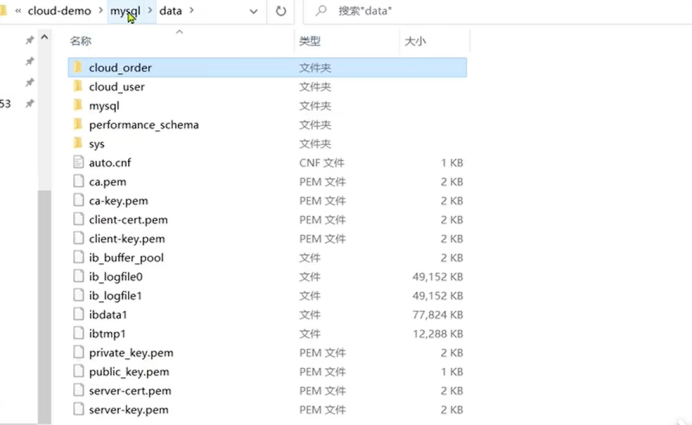 « cloud-demo › mysql › data › 搜索"data"
名称 类型 大小
cloud_order 文件夹
cloud_user 文件夹
mysql 文件夹
53 performance_schema 文件夹
sys 文件夹
auto.cnf CNF 文件 1 KB
ca.pem PEM 文件 2 KB
ca-key.pem PEM 文件 2 KB
client-cert.pem PEM 文件 2 KB
client-key.pem PEM 文件 2 KB
ib_buffer_pool 文件 2 KB
ib_logfile0 文件 49,152 KB
ib_logfile1 文件 49,152 KB
ibdata1 文件 77,824 KB
ibtmp1 文件 12,288 KB
private_key.pem PEM 文件 2 KB
public_key.pem PEM 文件 1 KB
server-cert.pem PEM 文件 2 KB
server-key.pem PEM 文件 2 KB